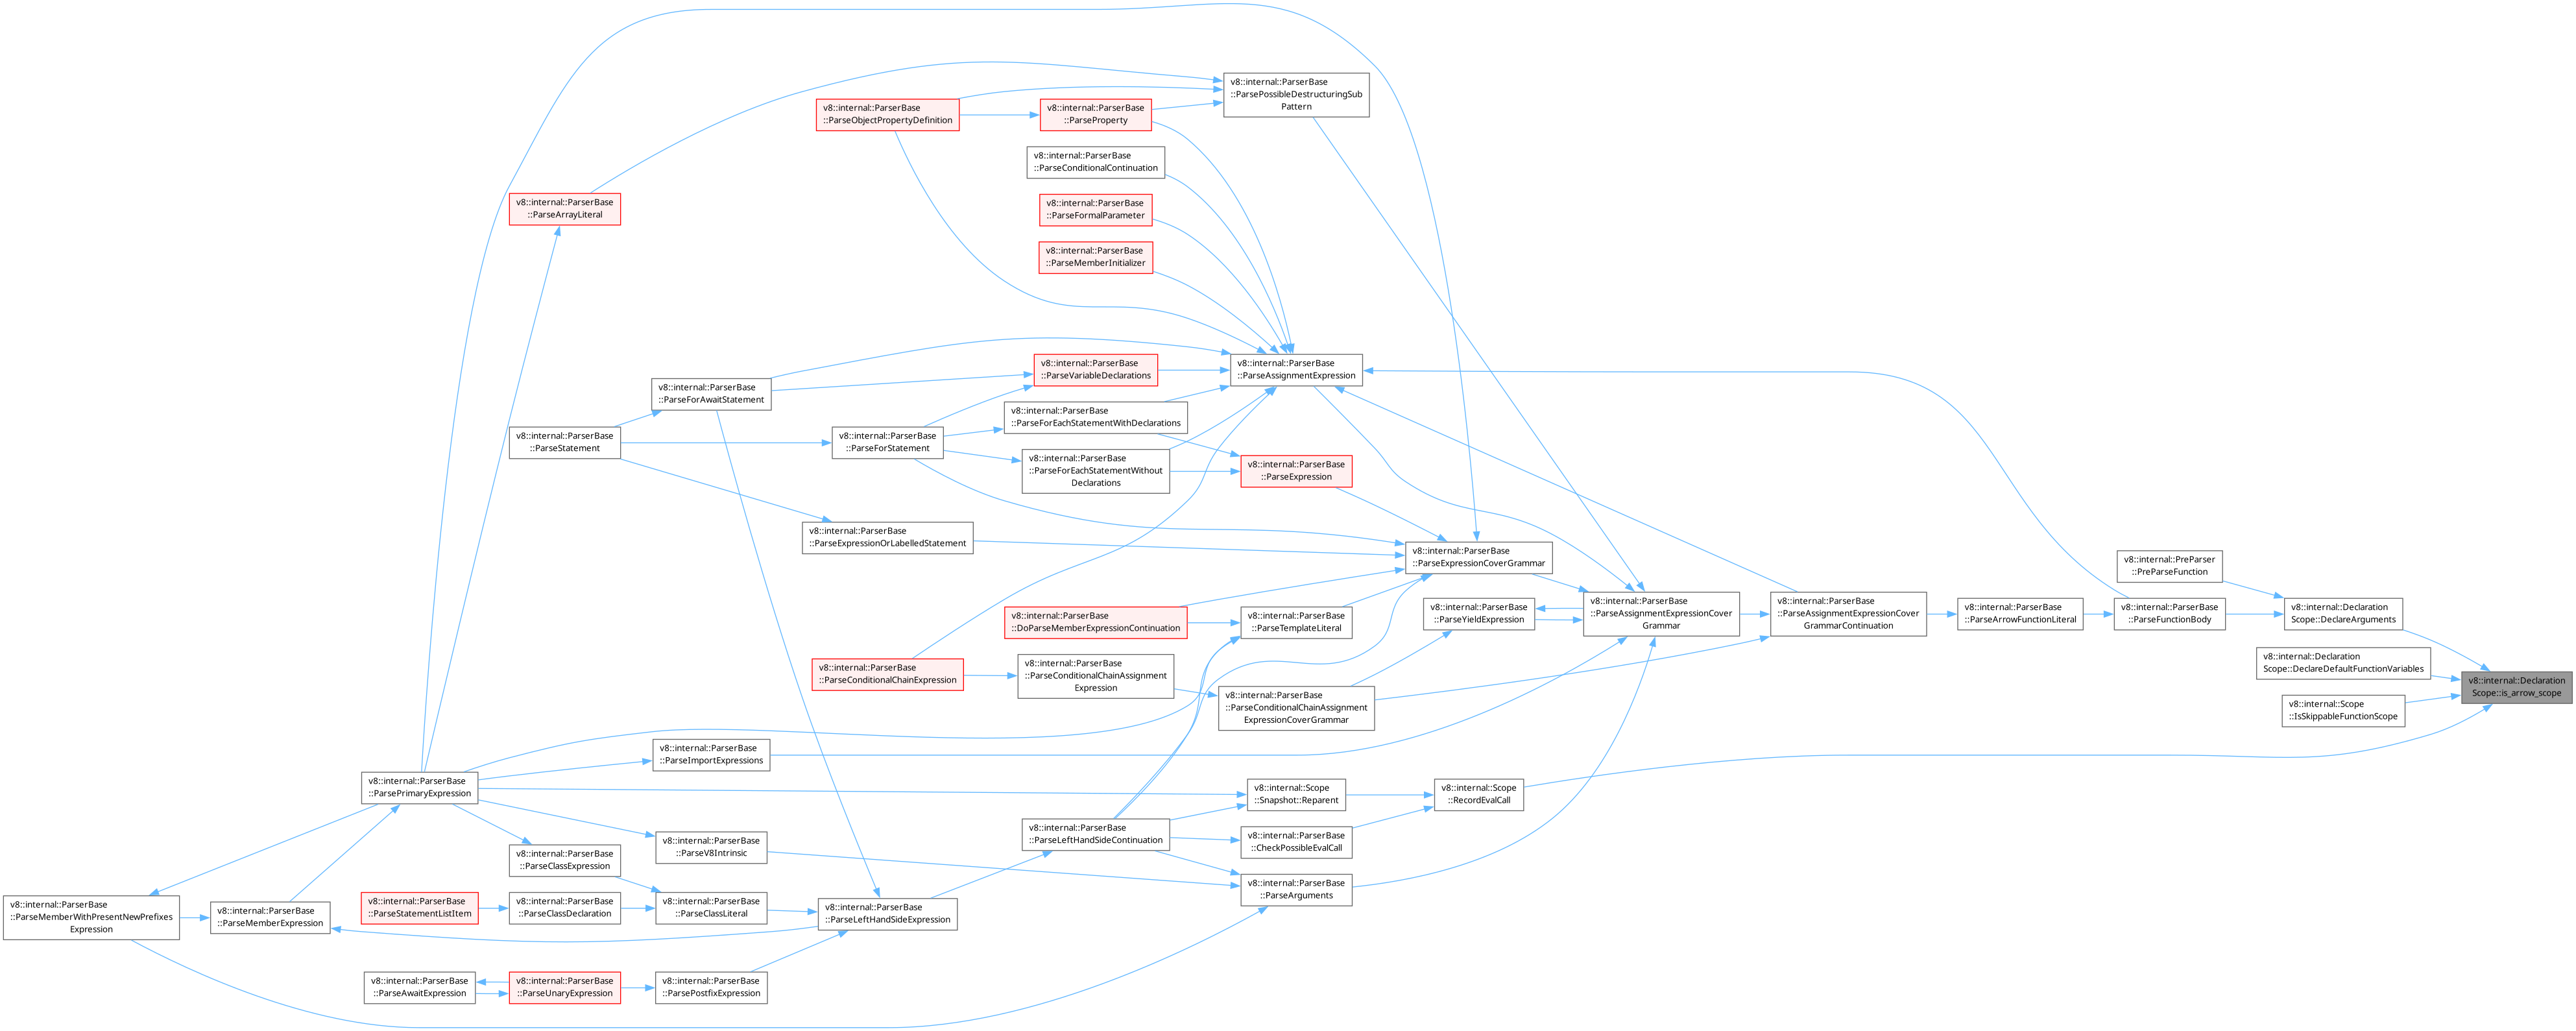 v8::internal::ParserBase
::ParsePossibleDestructuringSub
Pattern
v8::internal::ParserBase
::ParseObjectPropertyDefinition
v8::internal::ParserBase
::ParseProperty
v8::internal::ParserBase
::ParseConditionalContinuation
v8::internal::ParserBase
::ParseArrayLiteral
v8::internal::ParserBase
::ParseFormalParameter
v8::internal::ParserBase
::ParseMemberInitializer
v8::internal::ParserBase
::ParseAssignmentExpression
v8::internal::ParserBase
::ParseVariableDeclarations
v8::internal::ParserBase
::ParseForAwaitStatement
v8::internal::ParserBase
::ParseForEachStatementWithDeclarations
v8::internal::ParserBase
::ParseStatement
v8::internal::ParserBase
::ParseForStatement
v8::internal::ParserBase
::ParseForEachStatementWithout
Declarations
v8::internal::ParserBase
::ParseExpression
v8::internal::ParserBase
::ParseExpressionOrLabelledStatement
v8::internal::ParserBase
::ParseExpressionCoverGrammar
v8::internal::PreParser
::PreParseFunction
v8::internal::ParserBase
::DoParseMemberExpressionContinuation
v8::internal::ParserBase
::ParseTemplateLiteral
v8::internal::ParserBase
::ParseYieldExpression
v8::internal::ParserBase
::ParseAssignmentExpressionCover
Grammar
v8::internal::ParserBase
::ParseAssignmentExpressionCover
GrammarContinuation
v8::internal::ParserBase
::ParseArrowFunctionLiteral
v8::internal::ParserBase
::ParseFunctionBody
v8::internal::Declaration
Scope::DeclareArguments
v8::internal::ParserBase
::ParseConditionalChainExpression
v8::internal::ParserBase
::ParseConditionalChainAssignment
Expression
v8::internal::ParserBase
::ParseConditionalChainAssignment
ExpressionCoverGrammar
v8::internal::Declaration
Scope::DeclareDefaultFunctionVariables
v8::internal::Declaration
Scope::is_arrow_scope
v8::internal::Scope
::IsSkippableFunctionScope
v8::internal::ParserBase
::ParseImportExpressions
v8::internal::ParserBase
::ParsePrimaryExpression
v8::internal::Scope
::Snapshot::Reparent
v8::internal::Scope
::RecordEvalCall
v8::internal::ParserBase
::ParseLeftHandSideContinuation
v8::internal::ParserBase
::CheckPossibleEvalCall
v8::internal::ParserBase
::ParseV8Intrinsic
v8::internal::ParserBase
::ParseClassExpression
v8::internal::ParserBase
::ParseArguments
v8::internal::ParserBase
::ParseMemberWithPresentNewPrefixes
Expression
v8::internal::ParserBase
::ParseMemberExpression
v8::internal::ParserBase
::ParseStatementListItem
v8::internal::ParserBase
::ParseClassDeclaration
v8::internal::ParserBase
::ParseClassLiteral
v8::internal::ParserBase
::ParseLeftHandSideExpression
v8::internal::ParserBase
::ParseAwaitExpression
v8::internal::ParserBase
::ParseUnaryExpression
v8::internal::ParserBase
::ParsePostfixExpression